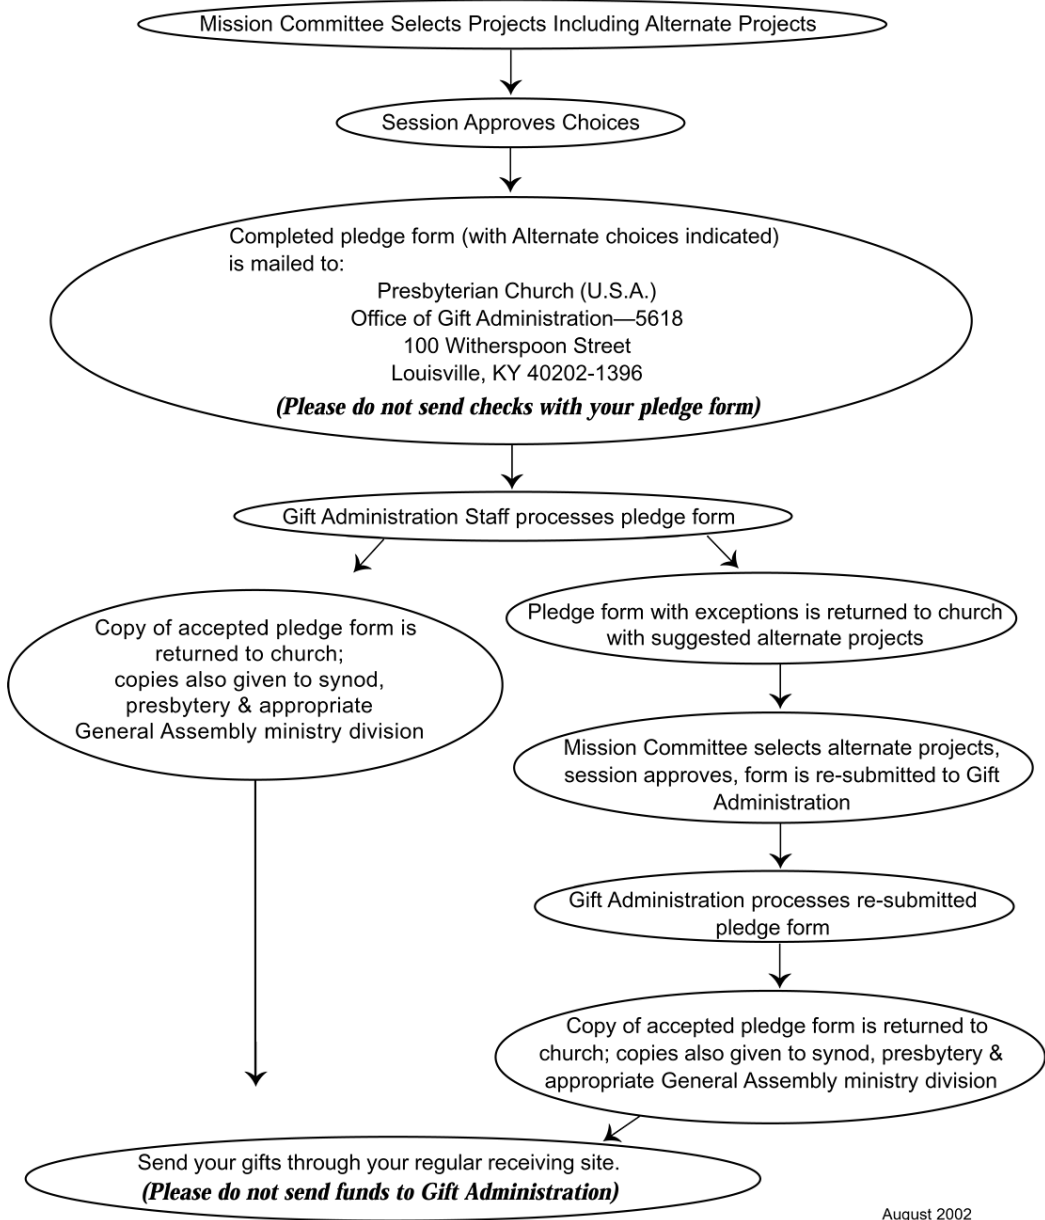 Mission Committee Selects Projects Including Alternate Projects
Session Approves Choices
Completed pledge form (with Alternate choices indicated)
is mailed to:
Presbyterian Church (U.S.A.)
Office of Gift Administration—5618
100 Witherspoon Street
Louisville, KY 40202-1396
(Please do not send checks with your pledge form)
Gift Administration Staff processes pledge form
Copy of accepted pledge form is
returned to church;
copies also given to synod,
presbytery & appropriate
General Assembly ministry division
Pledge form with exceptions is returned to church
with suggested alternate projects
Mission Committee selects alternate projects,
session approves, form is re-submitted to Gift
Administration
Gift Administration processes re-submitted
pledge form
Copy of accepted pledge form is returned to
church; copies also given to synod, presbytery &
appropriate General Assembly ministry division
Send your gifts through your regular receiving site.
(Please do not send funds to Gift Administration)
August 2002